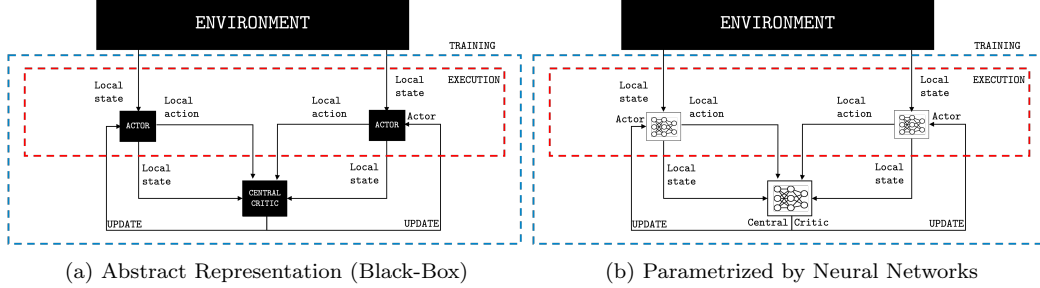 ENVIRONMENT
TRAINING
EXECUTION
Local
state
Local
state
Local
action
Local
action
ACTOR
ACTOR
Actor
Local
state
Local
state
CENTRAL
CRITIC
UPDATE
UPDATE
(a) Abstract Representation (Black-Box)
ENVIRONMENT
TRAINING
EXECUTION
Local
state
Local
state
Local
action
Local
action
Actor
Actor
Local
state
Local
state
Central Critic
UPDATE
UPDATE
(b) Parametrized by Neural Networks